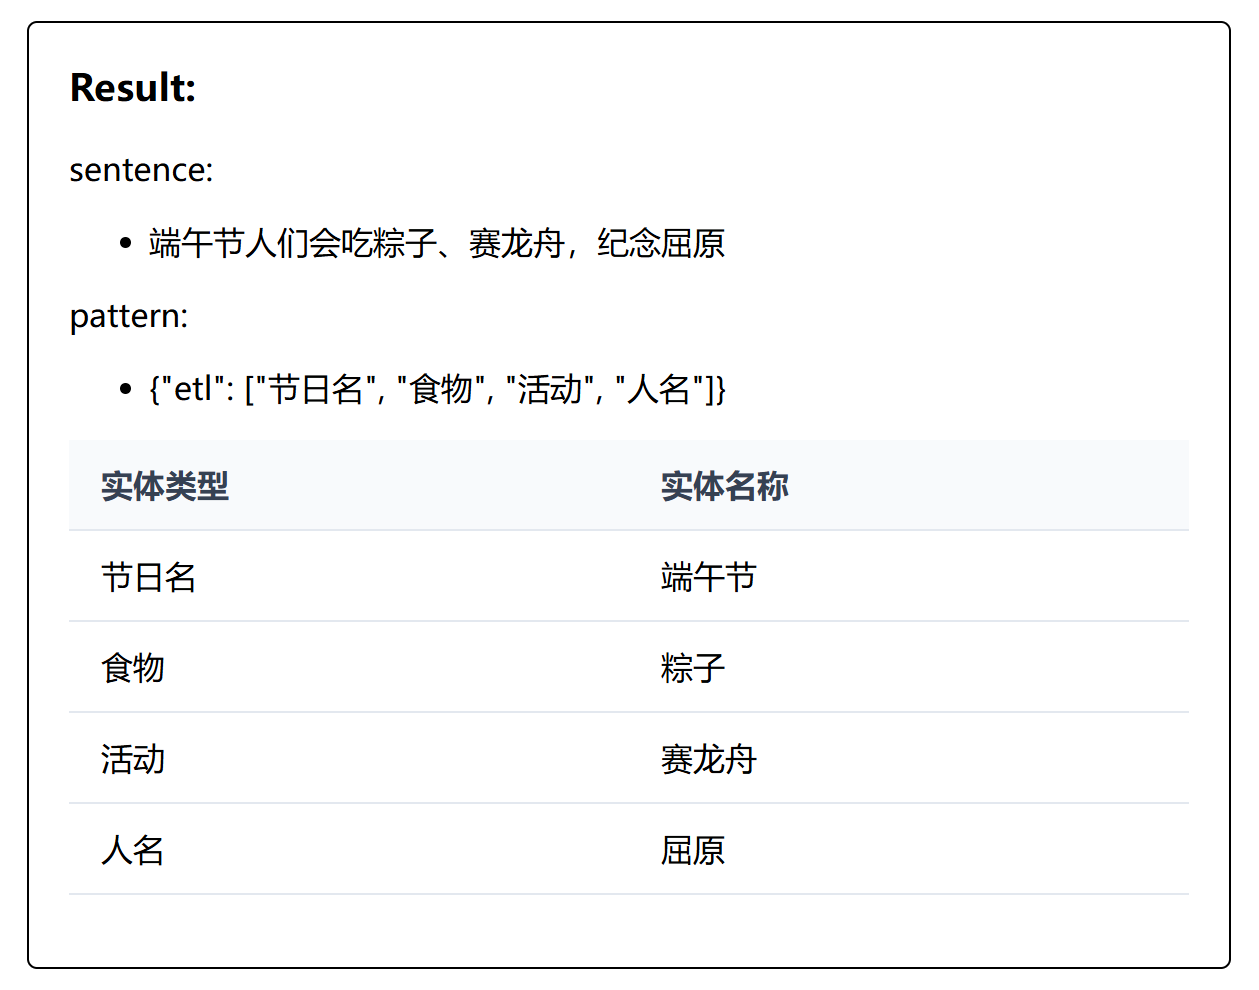 Result:
sentence:
• 端午节人们会吃粽子、赛龙舟，纪念屈原
pattern:
• {"etl": ["节日名", "食物", "活动", "人名"]}
实体类型 实体名称
节日名 端午节
食物 粽子
活动 赛龙舟
人名 屈原